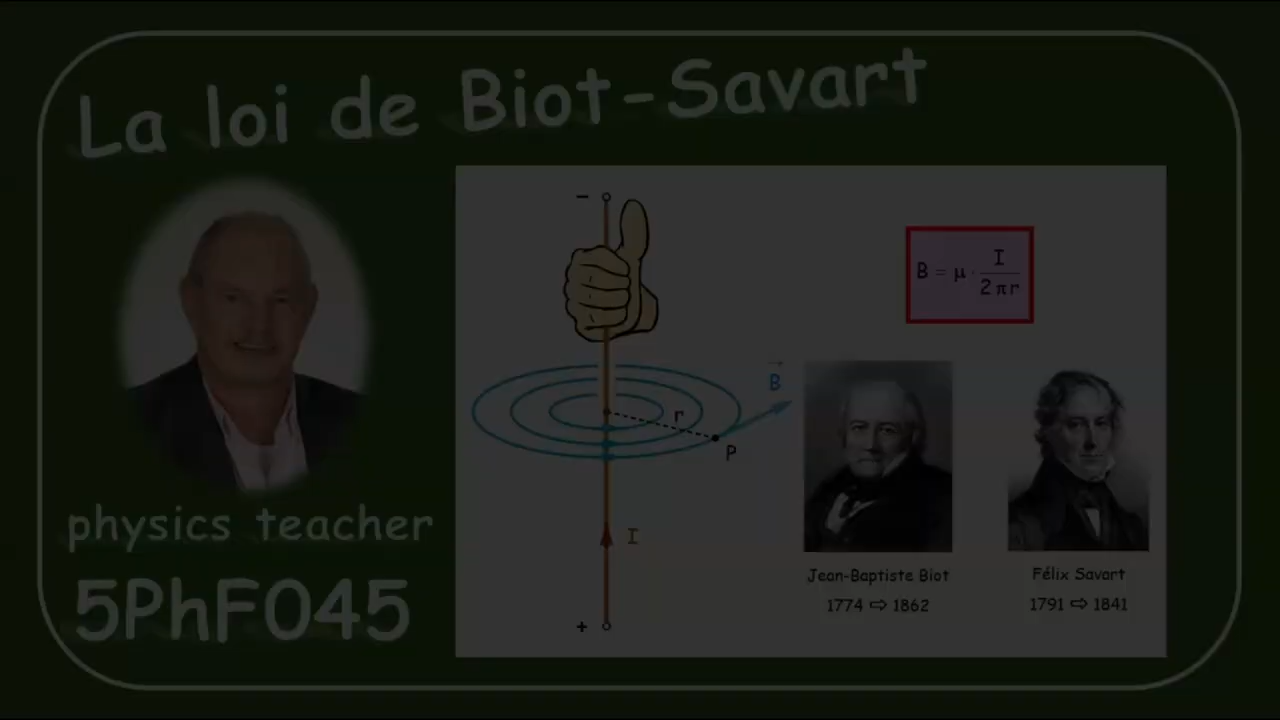 La loi de Biot-Savart
physics teacher
5PhF045
−
B = μ · I / 2πr
r
B⃗
P
I
+
Jean-Baptiste Biot
1774 ⇨ 1862
Félix Savart
1791 ⇨ 1841